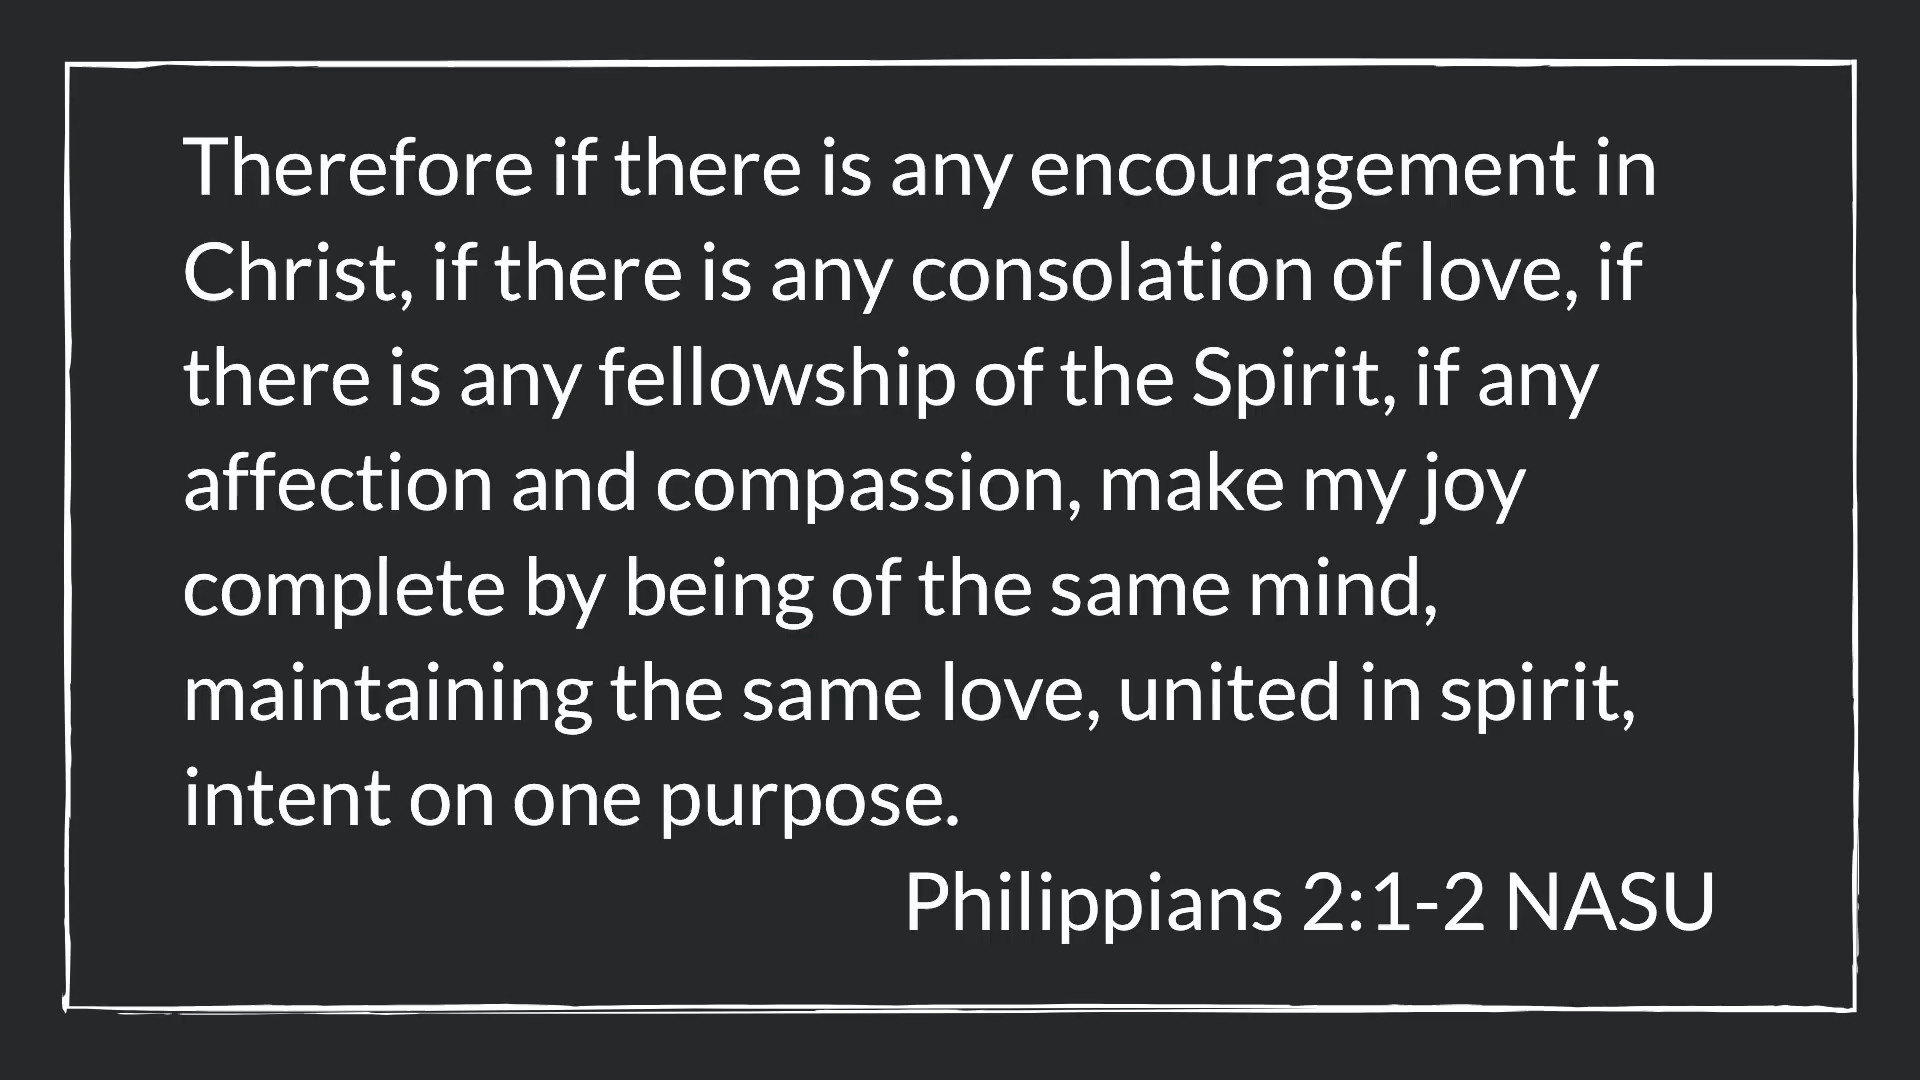 Therefore if there is any encouragement in
Christ, if there is any consolation of love, if
there is any fellowship of the Spirit, if any
affection and compassion, make my joy
complete by being of the same mind,
maintaining the same love, united in spirit,
intent on one purpose.
Philippians 2:1-2 NASU